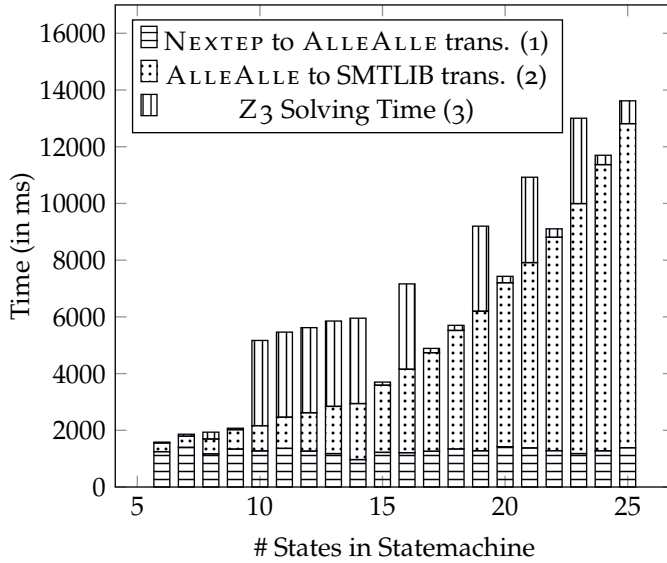 16000
14000
12000
10000
8000
6000
4000
2000
0
Time (in ms)
NEXTEP to ALLEALLE trans. (1)
ALLEALLE to SMTLIB trans. (2)
Z3 Solving Time (3)
5
10
15
20
25
# States in Statemachine